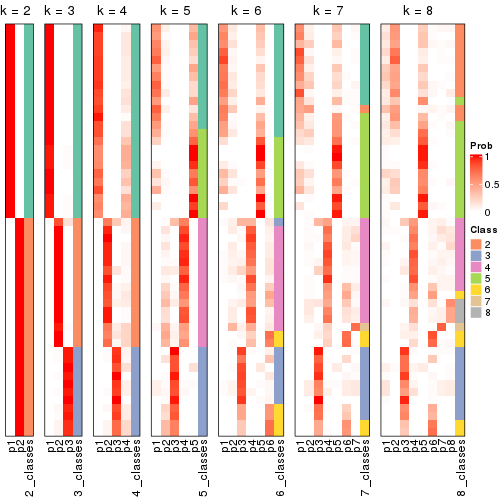 k = 2 k = 3 k = 4 k = 5 k = 6 k = 7 k = 8
Prob
1
0.5
0
Class
2
3
4
5
6
7
8
p1 p2 2_classes
p1 p2 p3 3_classes
p1 p2 p3 p4 4_classes
p1 p2 p3 p4 p5 5_classes
p1 p2 p3 p4 p5 p6 6_classes
p1 p2 p3 p4 p5 p6 p7 7_classes
p1 p2 p3 p4 p5 p6 p7 p8 8_classes